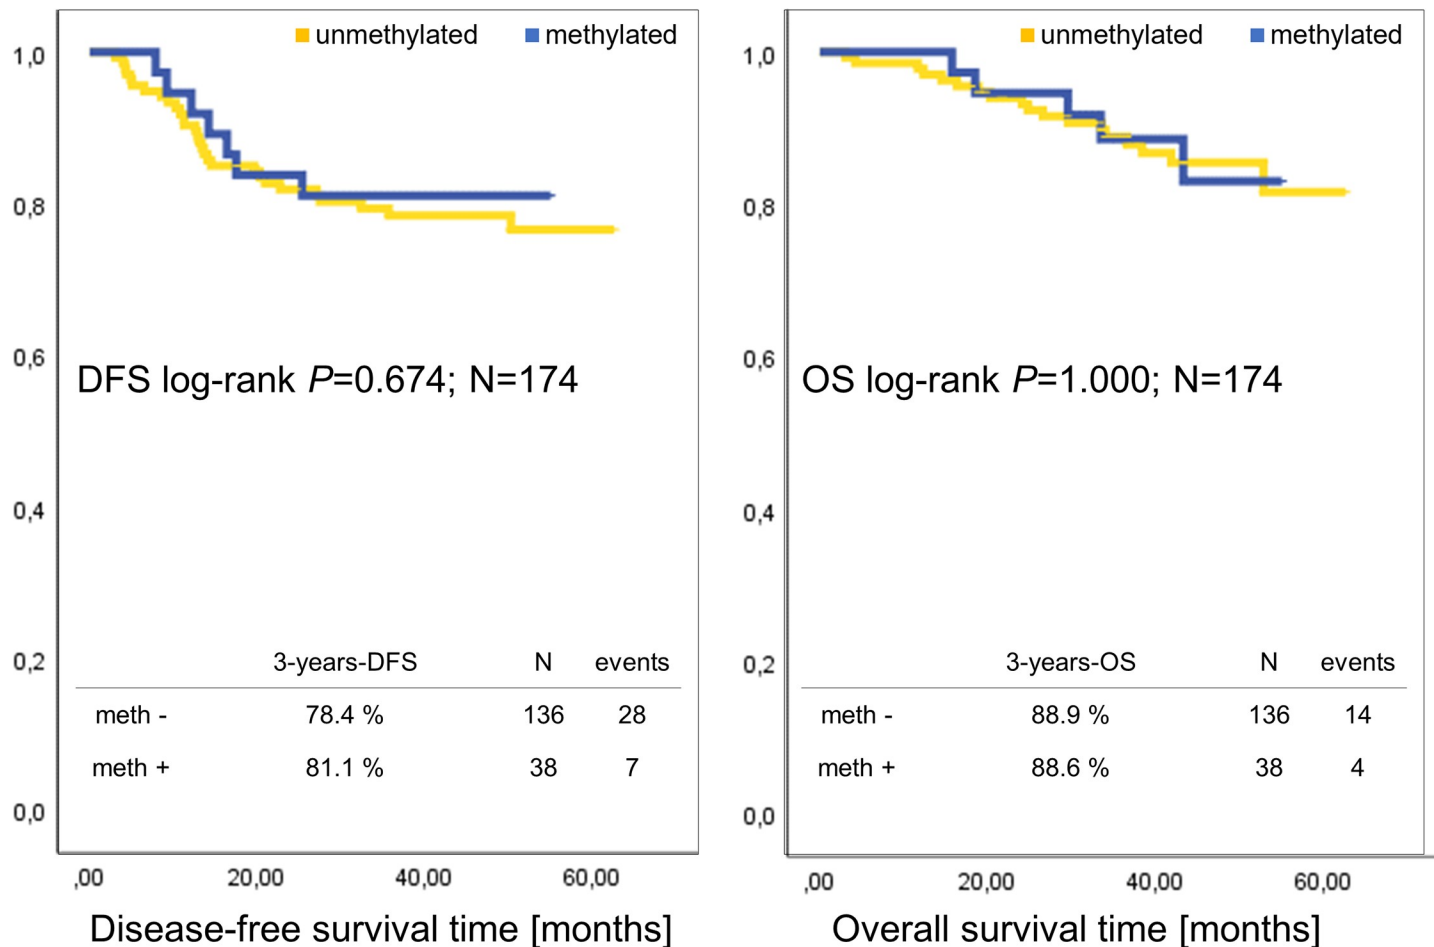 unmethylated methylated
1,0
0,8
0,6
DFS log-rank P=0.674; N=174
0,4
0,2
3-years-DFS N events
meth - 78.4 % 136 28
meth + 81.1 % 38 7
0,0
,00 20,00 40,00 60,00
Disease-free survival time [months]
unmethylated methylated
1,0
0,8
0,6
OS log-rank P=1.000; N=174
0,4
0,2
3-years-OS N events
meth - 88.9 % 136 14
meth + 88.6 % 38 4
0,0
,00 20,00 40,00 60,00
Overall survival time [months]